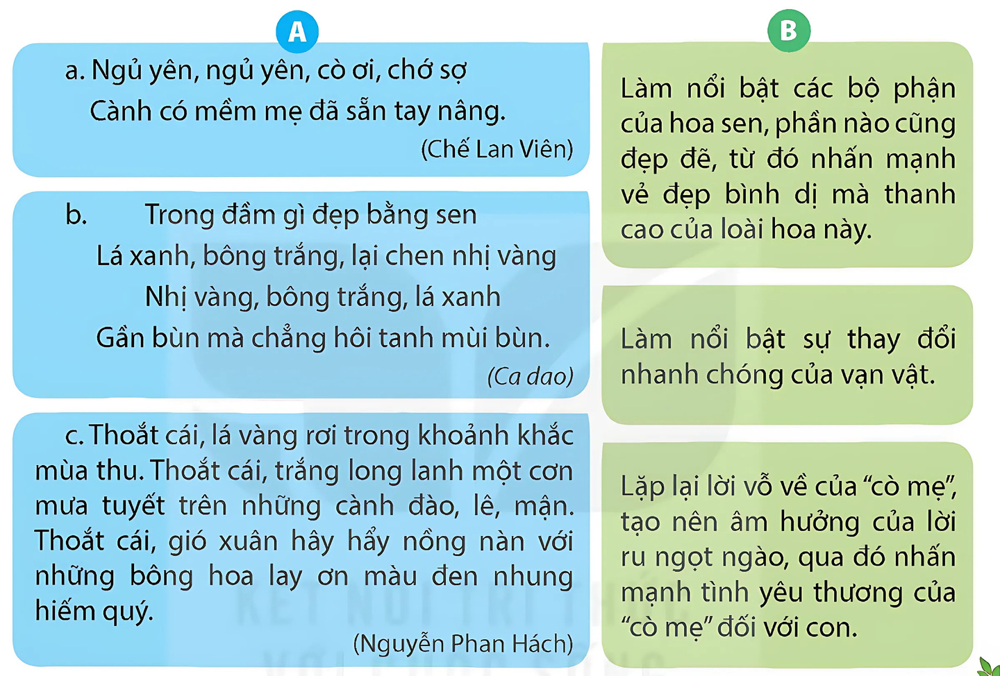 A
a. Ngủ yên, ngủ yên, cò ơi, chớ sợ
Cành có mềm mẹ đã sẵn tay nâng.
(Chế Lan Viên)
b. Trong đầm gì đẹp bằng sen
Lá xanh, bông trắng, lại chen nhị vàng
Nhị vàng, bông trắng, lá xanh
Gần bùn mà chẳng hôi tanh mùi bùn.
(Ca dao)
c. Thoắt cái, lá vàng rơi trong khoảnh khắc
mùa thu. Thoắt cái, trắng long lanh một cơn
mưa tuyết trên những cành đào, lê, mận.
Thoắt cái, gió xuân hây hẩy nồng nàn với
những bông hoa lay ơn màu đen nhung
hiếm quý.
(Nguyễn Phan Hách)
B
Làm nổi bật các bộ phận
của hoa sen, phần nào cũng
đẹp đẽ, từ đó nhấn mạnh
vẻ đẹp bình dị mà thanh
cao của loài hoa này.
Làm nổi bật sự thay đổi
nhanh chóng của vạn vật.
Lặp lại lời vỗ về của “cò mẹ”,
tạo nên âm hưởng của lời
ru ngọt ngào, qua đó nhấn
mạnh tình yêu thương của
“cò mẹ” đối với con.
KẾT NỐI TRI THỨC
VỚI CUỘC SỐNG